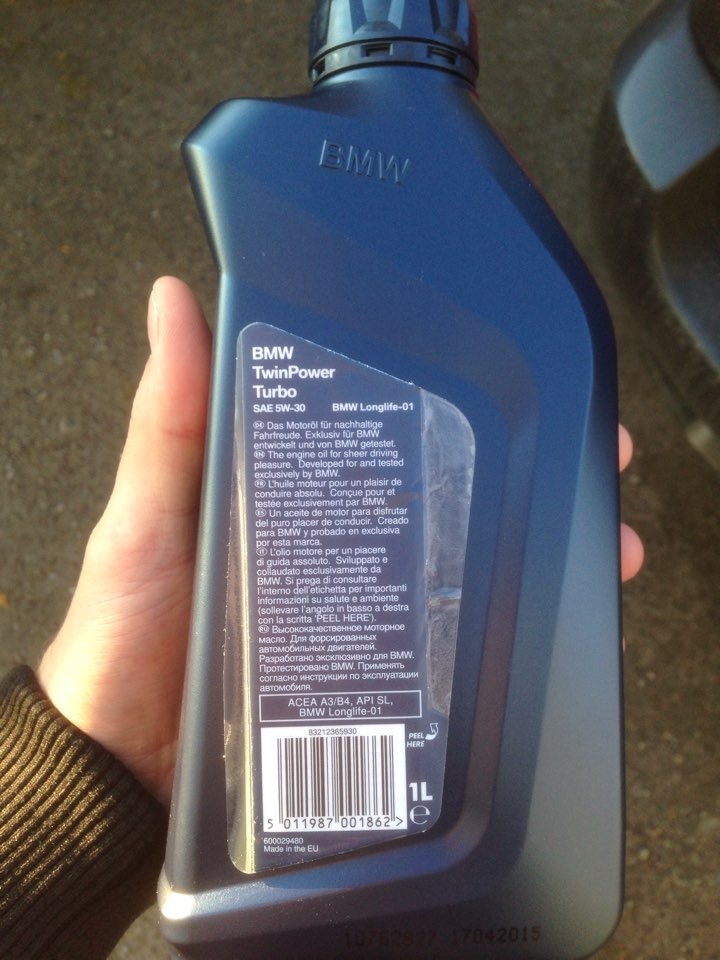 BMW
BMW
TwinPower
Turbo
SAE 5W-30 BMW Longlife-01
DE Das Motoröl für nachhaltige
Fahrfreude. Exklusiv für BMW
entwickelt und von BMW getestet.
EN The engine oil for sheer driving
pleasure. Developed for and tested
exclusively by BMW.
FR L'huile moteur pour un plaisir de
conduire absolu. Conçue pour et
testée exclusivement par BMW.
ES Un aceite de motor para disfrutar
del puro placer de conducir. Creado
para BMW y probado en exclusiva
por esta marca.
IT L'olio motore per un piacere
di guida assoluto. Sviluppato e
collaudato esclusivamente da
BMW. Si prega di consultare
l'interno dell'etichetta per importanti
informazioni su salute e ambiente
(sollevare l'angolo in basso a destra
con la scritta 'PEEL HERE').
RU Высококачественное моторное
масло. Для форсированных
автомобильных двигателей.
Разработано эксклюзивно для BMW.
Протестировано BMW. Применять
согласно инструкции по эксплуатации
автомобиля.
ACEA A3/B4, API SL,
BMW Longlife-01
83212365930
PEEL
HERE
1L
e
5 011987 001862 >
600029480
Made in the EU
17042015